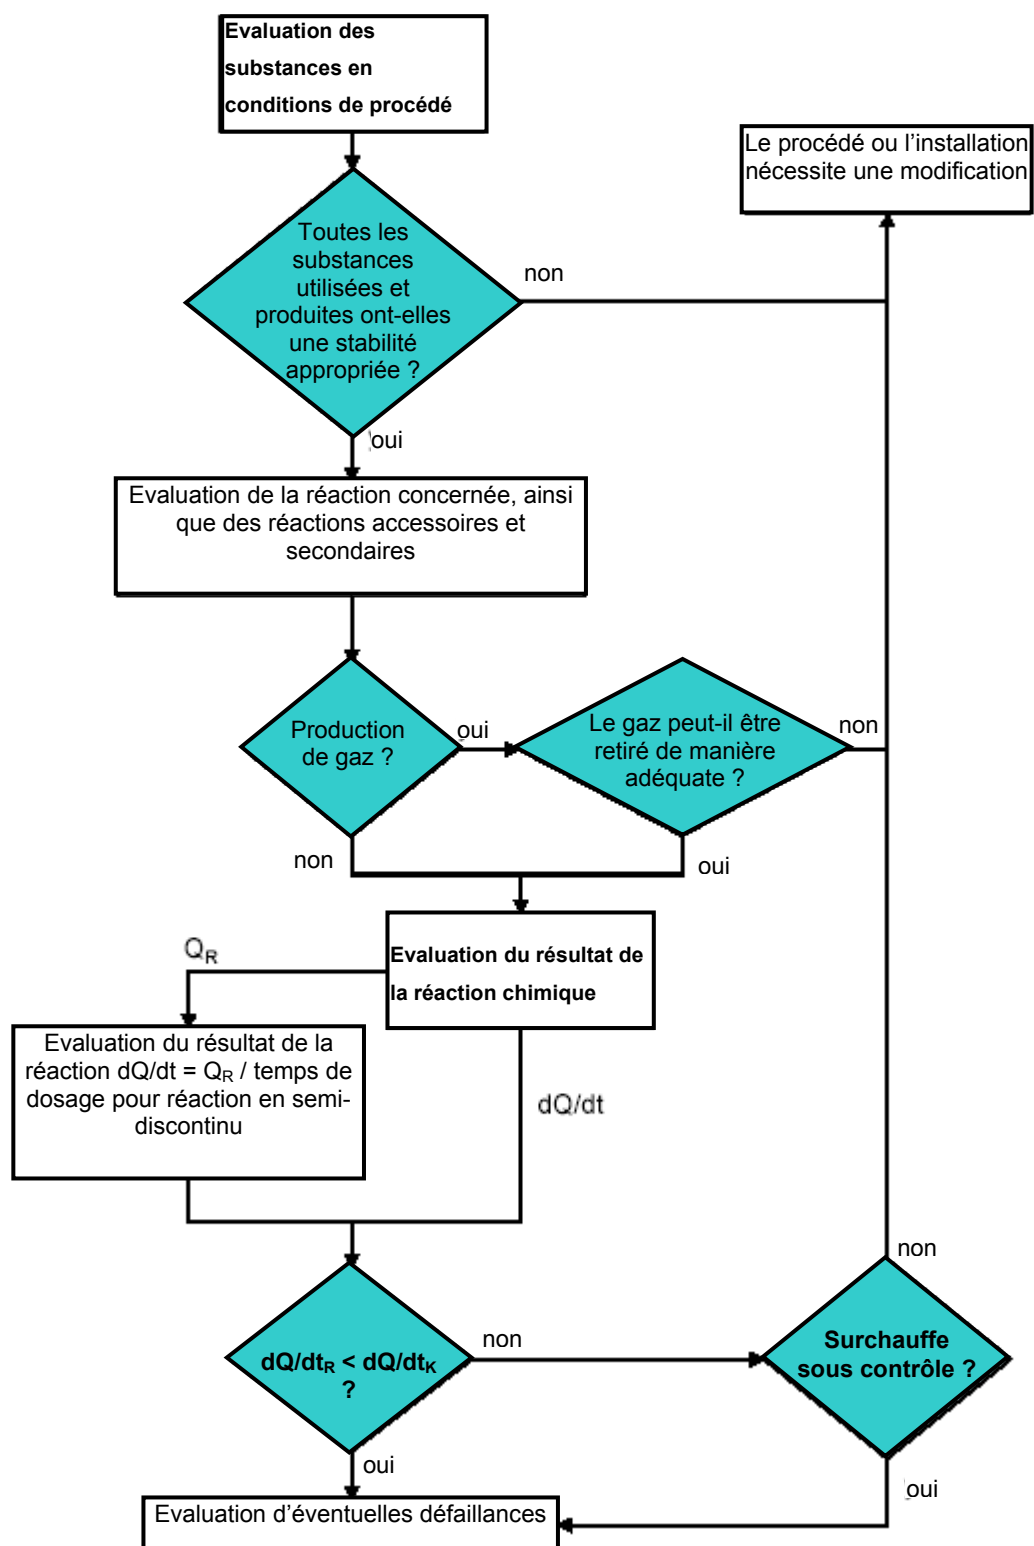 Evaluation des
substances en
conditions de procédé
Le procédé ou l'installation
nécessite une modification
Toutes les
substances
utilisées et
produites ont-elles
une stabilité
appropriée ?
non
oui
Evaluation de la réaction concernée, ainsi
que des réactions accessoires et
secondaires
Production
de gaz ?
oui
Le gaz peut-il être
retiré de manière
adéquate ?
non
non
oui
Q_R
Evaluation du résultat de
la réaction chimique
Evaluation du résultat de la
réaction dQ/dt = Q_R / temps de
dosage pour réaction en semi-
discontinu
dQ/dt
non
dQ/dt_R < dQ/dt_K
?
non
Surchauffe
sous contrôle ?
oui
oui
Evaluation d'éventuelles défaillances